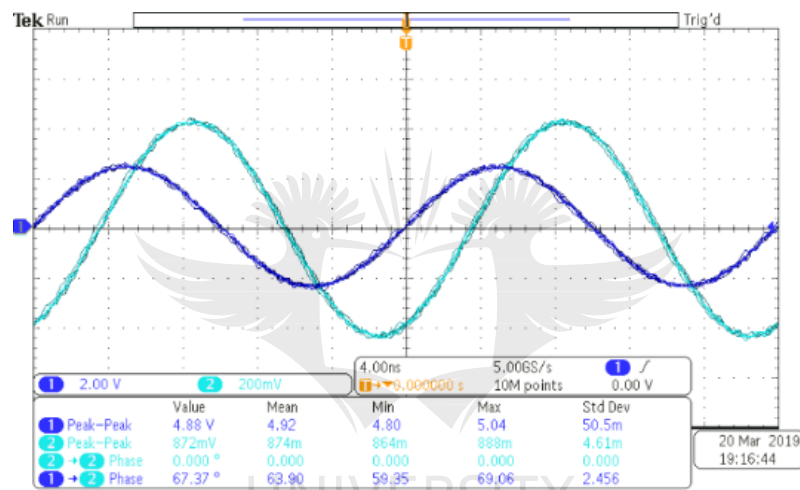 Tek Run Trig'd
T
1
1 2.00 V 2 200mV
4.00ns 5.00GS/s 1
T→▼0.000000 s 10M points 0.00 V
Value Mean Min Max Std Dev
1 Peak-Peak 4.88 V 4.92 4.80 5.04 50.5m
2 Peak-Peak 872mV 874m 864m 888m 4.61m
2 → 2 Phase 0.000 ° 0.000 0.000 0.000 0.000
1 → 2 Phase 67.37 ° 63.90 59.35 69.06 2.456
20 Mar 2019
19:16:44
UNIVERSITY